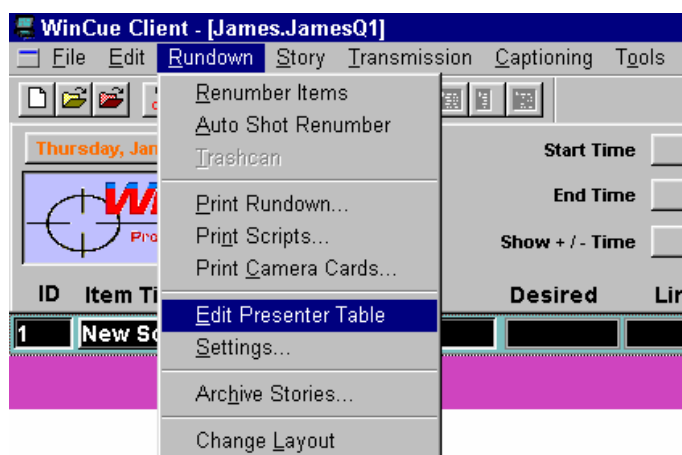 WinCue Client - [James.JamesQ1]
File Edit Rundown Story Transmission Captioning Tools
Renumber Items
Auto Shot Renumber
Trashcan
Print Rundown...
Print Scripts...
Print Camera Cards...
Edit Presenter Table
Settings...
Archive Stories...
Change Layout
Thursday, Jan
Start Time
End Time
Show + / - Time
ID Item Ti
Desired Lin
1 New Sc